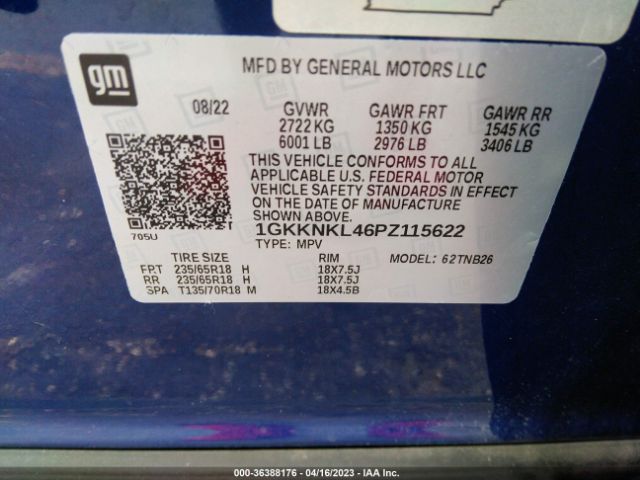 gm
MFD BY GENERAL MOTORS LLC
08/22 GVWR GAWR FRT GAWR RR
2722 KG 1350 KG 1545 KG
6001 LB 2976 LB 3406 LB
THIS VEHICLE CONFORMS TO ALL
APPLICABLE U.S. FEDERAL MOTOR
VEHICLE SAFETY STANDARDS IN EFFECT
ON THE DATE OF MANUFACTURE
SHOWN ABOVE.
705U
1GKKNKL46PZ115622
TYPE: MPV MODEL: 62TNB26
TIRE SIZE RIM
FRT 235/65R18 H 18X7.5J
RR 235/65R18 H 18X7.5J
SPA T135/70R18 M 18X4.5B
000-36388176 - 04/16/2023 - IAA Inc.